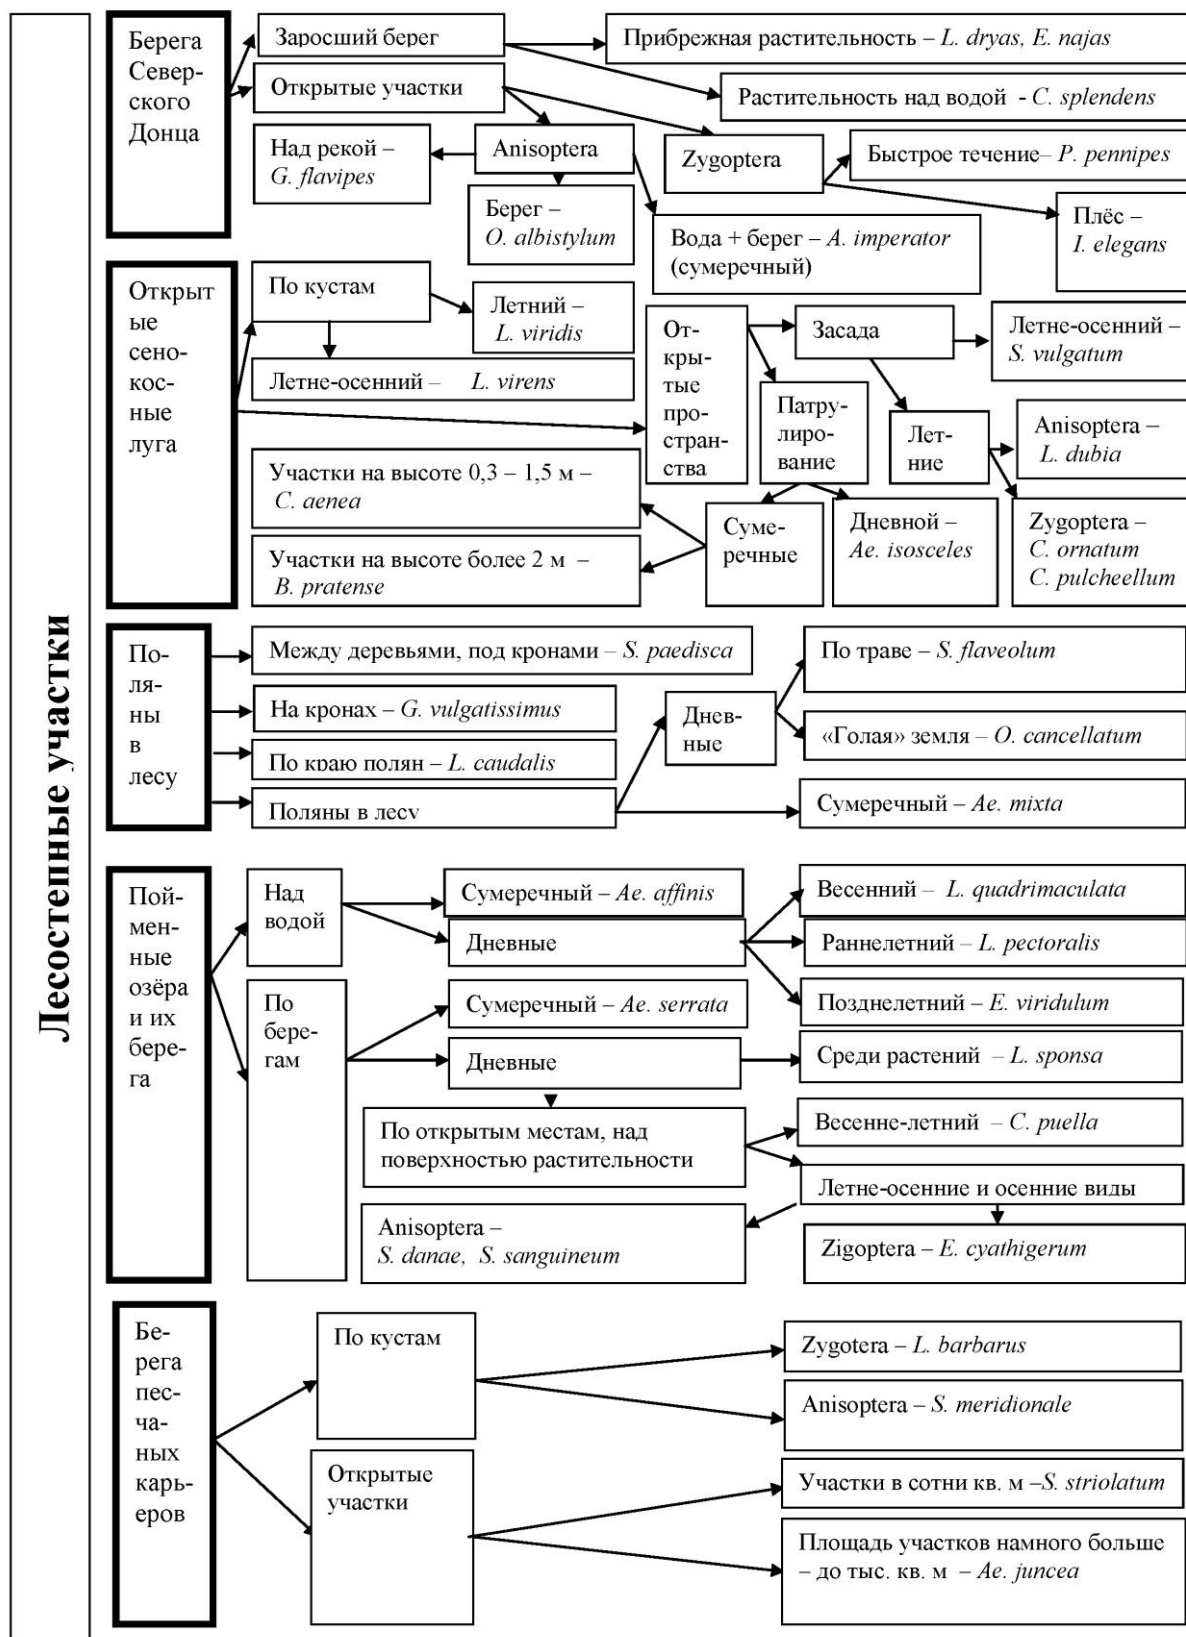 Лесостепные участки
Берега
Север-
ского
Донца
Заросший берег
Прибрежная растительность – L. dryas, E. najas
Открытые участки
Растительность над водой - C. splendens
Над рекой –
G. flavipes
Anisoptera
Zygoptera
Быстрое течение– P. pennipes
Берег –
O. albistylum
Вода + берег – A. imperator
(сумеречный)
Плёс –
I. elegans
Открыт
ые
сено-
кос-
ные
луга
По кустам
Летний –
L. viridis
Летне-осенний – L. virens
От-
кры-
тые
про-
стран-
ства
Засада
Летне-осенний –
S. vulgatum
Патру-
лиро-
вание
Лет-
ние
Anisoptera –
L. dubia
Участки на высоте 0,3 – 1,5 м –
C. aenea
Участки на высоте более 2 м –
B. pratense
Суме-
речные
Дневной –
Ae. isosceles
Zygoptera –
C. ornatum
C. pulcheellum
По-
ля-
ны
в
лесу
Между деревьями, под кронами – S. paedisca
На кронах – G. vulgatissimus
По краю полян – L. caudalis
Поляны в лесу
Днев-
ные
По траве – S. flaveolum
«Голая» земля – O. cancellatum
Сумеречный – Ae. mixta
Пой-
мен-
ные
озёра
и их
бере-
га
Над
водой
Сумеречный – Ae. affinis
Дневные
Весенний – L. quadrimaculata
Раннелетний – L. pectoralis
Позднелетний – E. viridulum
По
бере-
гам
Сумеречный – Ae. serrata
Дневные
Среди растений – L. sponsa
По открытым местам, над
поверхностью растительности
Весенне-летний – C. puella
Летне-осенние и осенние виды
Anisoptera –
S. danae, S. sanguineum
Zigoptera – E. cyathigerum
Бе-
рега
пес-
ча-
ных
карь-
еров
По кустам
Zygotera – L. barbarus
Anisoptera – S. meridionale
Открытые
участки
Участки в сотни кв. м –S. striolatum
Площадь участков намного больше
– до тыс. кв. м – Ae. juncea